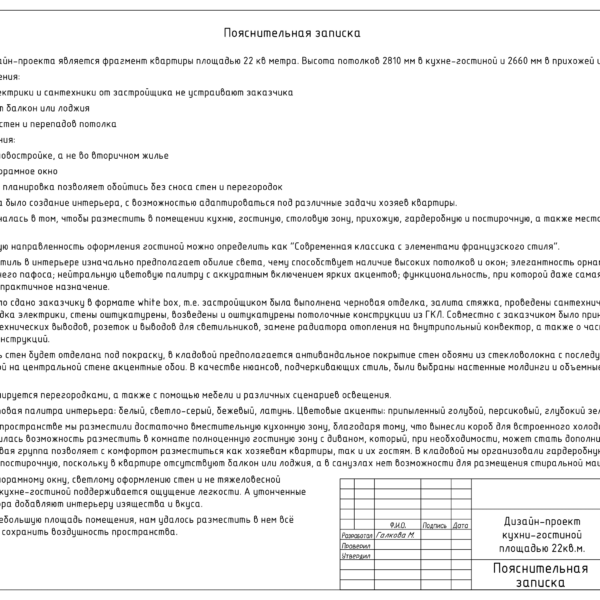 Пояснительная записка
айн-проекта является фрагмент квартиры площадью 22 кв метра. Высота потолков 2810 мм в кухне-гостиной и 2660 мм в прихожей и
ения:
ектрики и сантехники от застройщика не устраивают заказчика
т балкон или лоджия
стен и перепадов потолка
ния:
овостройке, а не во вторичном жилье
орамное окно
планировка позволяет обойтись без сноса стен и перегородок
а было создание интерьера, с возможностью адаптироваться под различные задачи хозяев квартиры.
чалась в том, чтобы разместить в помещении кухню, гостиную, столовую зону, прихожую, гардеробную и постирочную, а также место
ую направленность оформления гостиной можно определить как "Современная классика с элементами французского стиля".
тиль в интерьере изначально предполагает обилие света, чему способствует наличие высоких потолков и окон; элегантность орна
него пафоса; нейтральную цветовую палитру с аккуратным включением ярких акцентов; функциональность, при которой даже самая
практичное назначение.
ло сдано заказчику в формате white box, т.е. застройщиком была выполнена черновая отделка, залита стяжка, проведены сантехнич
дка электрики, стены оштукатурены, возведены и оштукатурены потолочные конструкции из ГКЛ. Совместно с заказчиком было прин
ехнических выводов, розеток и выводов для светильников, замене радиатора отопления на внутрипольный конвектор, а также о час
нструкций.
ь стен будет отделана под покраску, в кладовой предполагается антивандальное покрытие стен обоями из стекловолокна с последу
ой на центральной стене акцентные обои. В качестве нюансов, подчеркивающих стиль, были выбраны настенные молдинги и объемные
ируется перегородками, а также с помощью мебели и различных сценариев освещения.
овая палитра интерьера: белый, светло-серый, бежевый, латунь. Цветовые акценты: припыленный голубой, персиковый, глубокий зел
пространстве мы разместили достаточно вместительную кухонную зону, благодаря тому, что вынесли короб для встроенного холоди
илась возможность разместить в комнате полноценную гостиную зону с диваном, который, при необходимости, может стать дополни
вая группа позволяет с комфортом разместиться как хозяевам квартиры, так и их гостям. В кладовой мы организовали гардеробную
постирочную, поскольку в квартире отсутствуют балкон или лоджия, а в санузлах нет возможности для размещения стиральной маш
норамному окну, светлому оформлению стен и не тяжеловесной
кухне-гостиной поддерживается ощущение легкости. А утонченные
ора добавляют интерьеру изящества и вкуса.
ебольшую площадь помещения, нам удалось разместить в нем всё
сохранить воздушность пространства.
Ф.И.О. Подпись Дата
Разработал Галкова М.
Проверил
Утвердил
Дизайн-проект
кухни-гостиной
площадью 22кв.м.
Пояснительная
записка